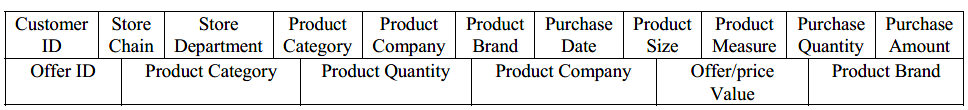 Customer ID Store Chain Store Department Product Category Product Company Product Brand Purchase Date Product Size Product Measure Purchase Quantity Purchase Amount
Offer ID Product Category Product Quantity Product Company Offer/price Value Product Brand